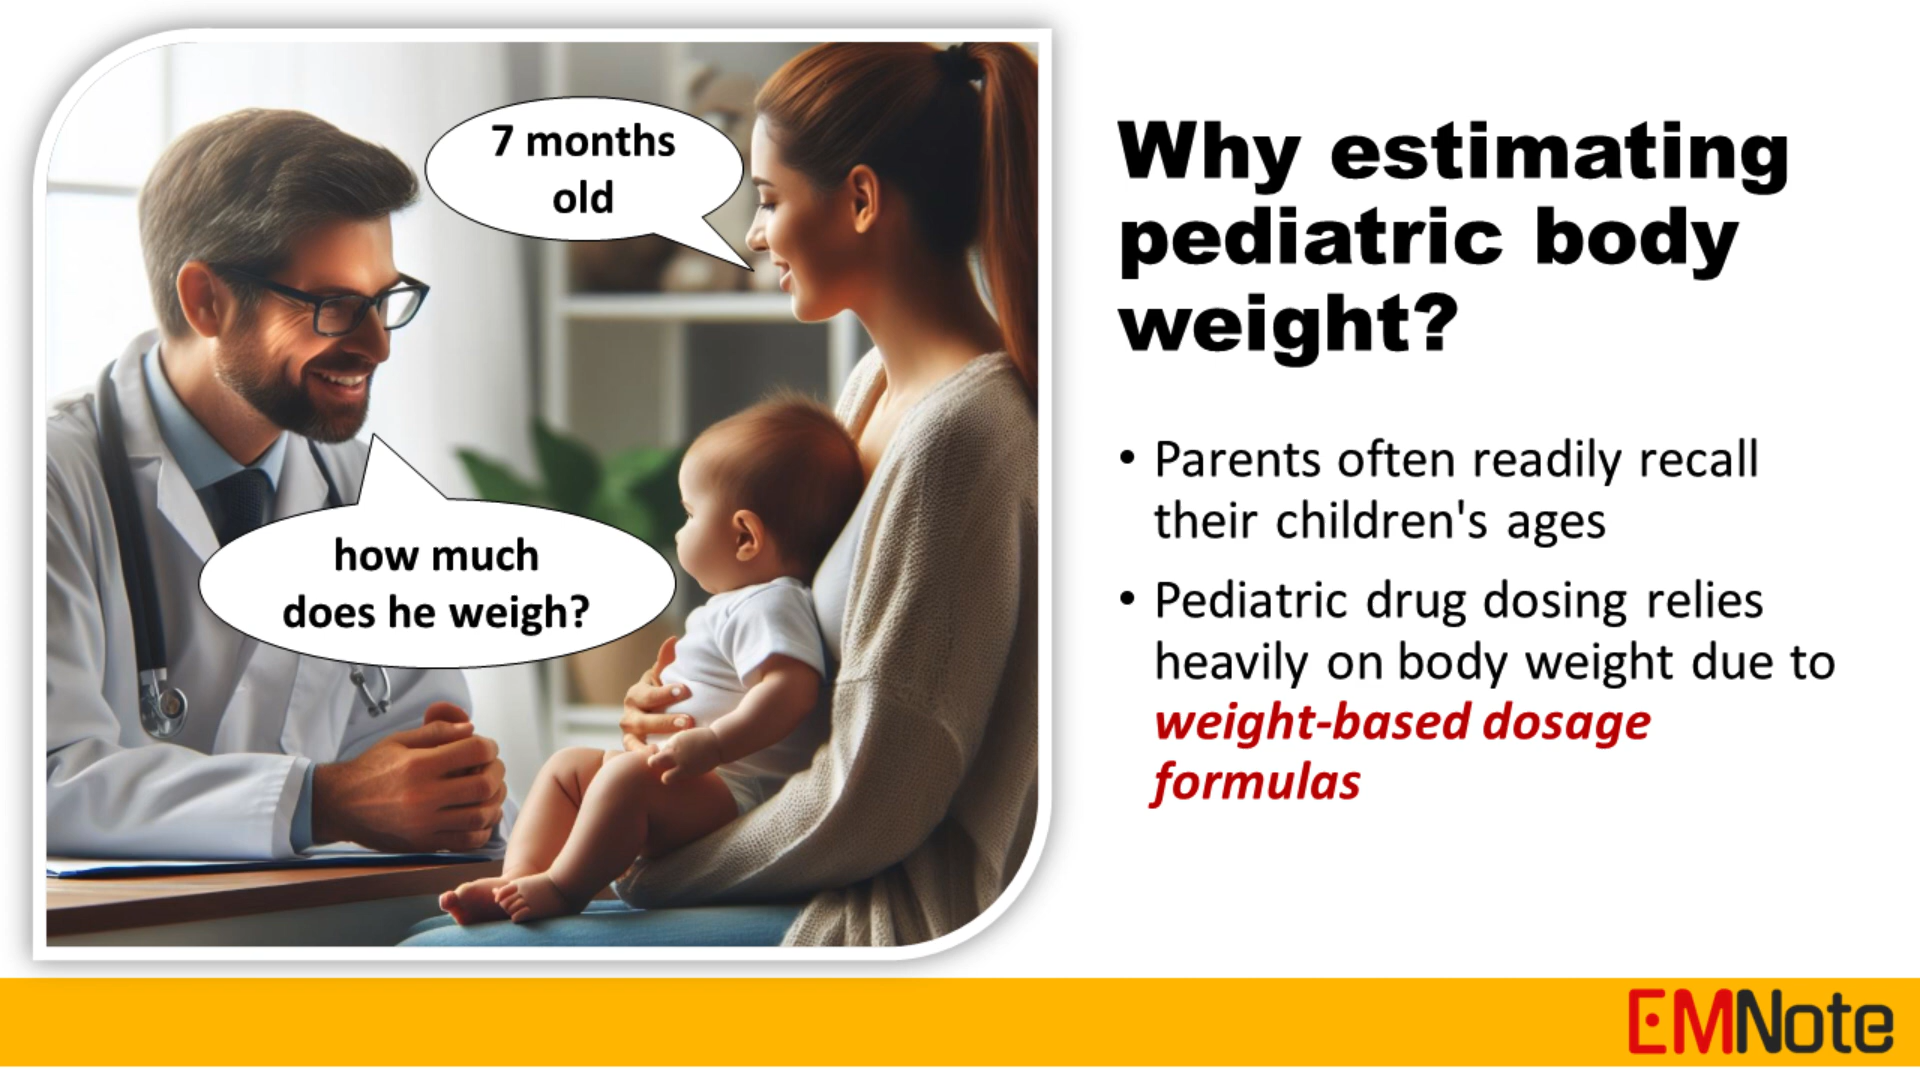 7 months
old
how much
does he weigh?
Why estimating
pediatric body
weight?
• Parents often readily recall
their children's ages
• Pediatric drug dosing relies
heavily on body weight due to
weight-based dosage
formulas
EMNote